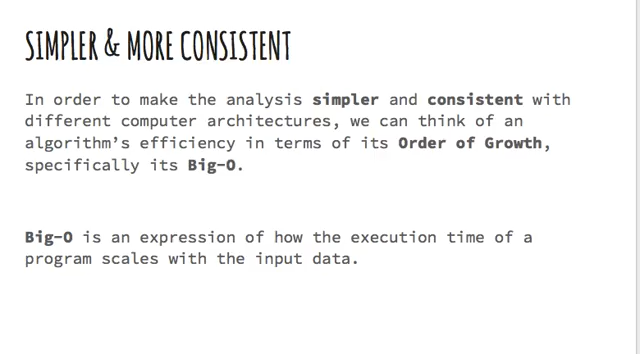 SIMPLER & MORE CONSISTENT
In order to make the analysis simpler and consistent with
different computer architectures, we can think of an
algorithm’s efficiency in terms of its Order of Growth,
specifically its Big-O.
Big-O is an expression of how the execution time of a
program scales with the input data.